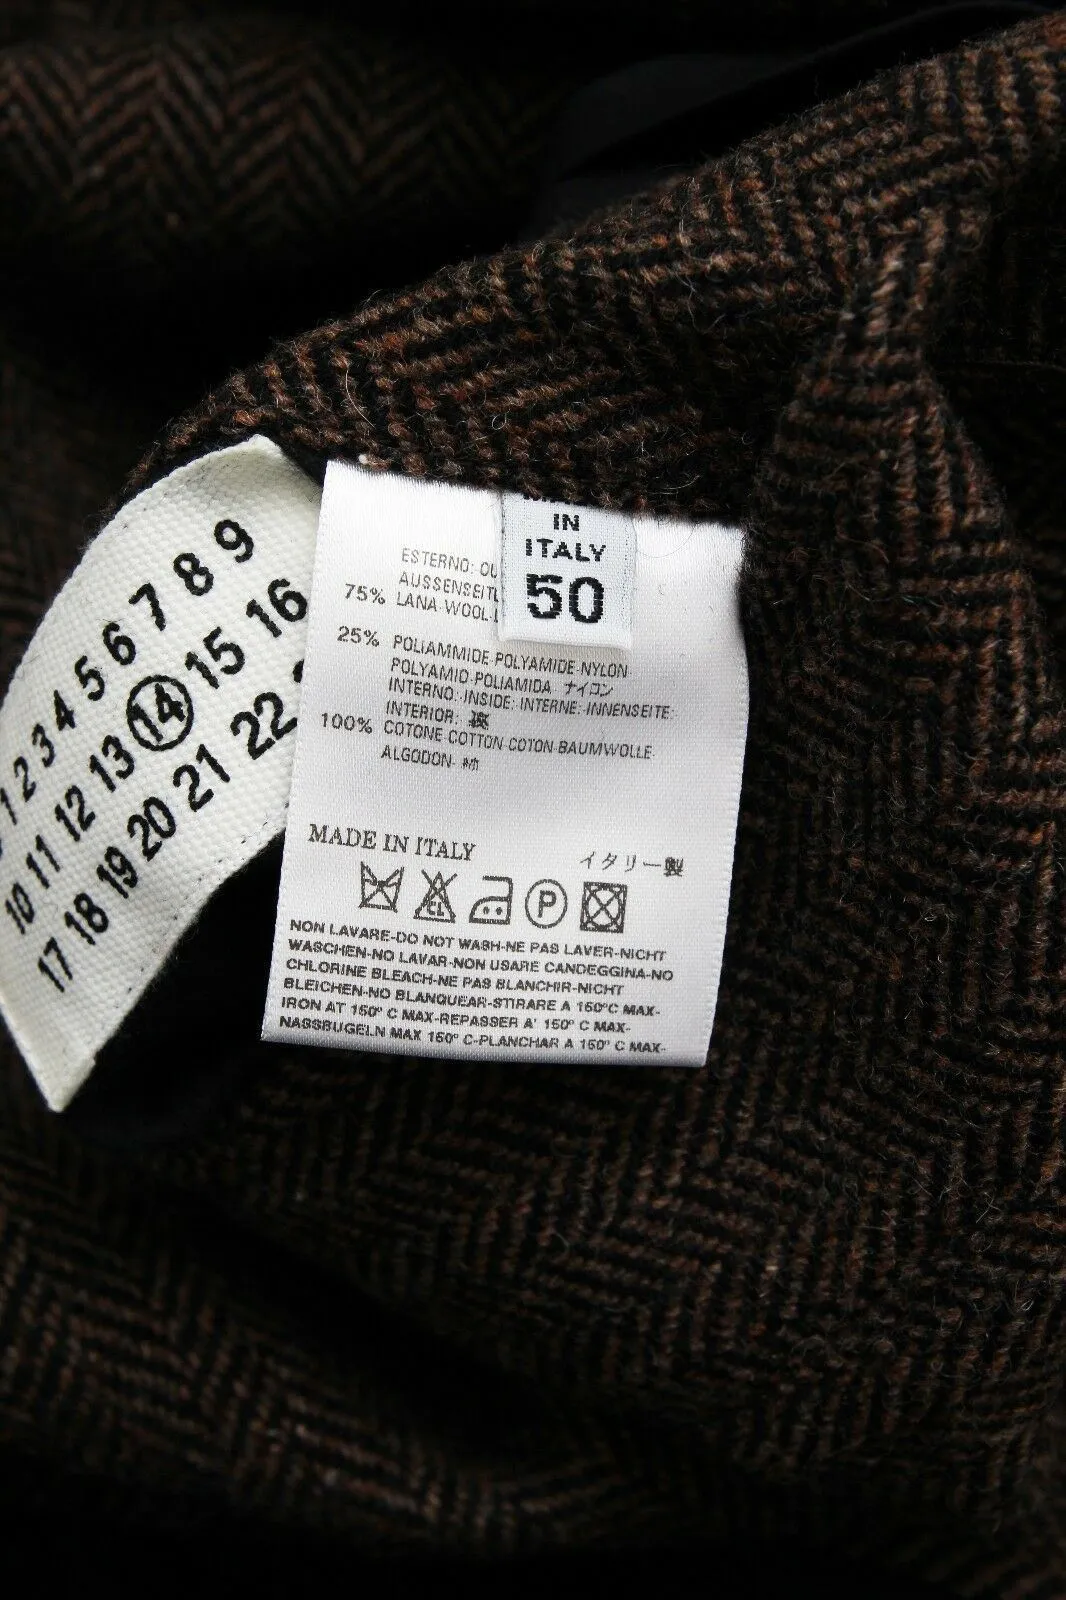 1 2 3 4 5 6 7 8 9
10 11 12 13 14 15 16
17 18 19 20 21 22
IN
ITALY
50
ESTERNO:
AUSSENSEITE
75% LANA-WOOL-
25% POLIAMMIDE-POLYAMIDE-NYLON-
POLYAMID-POLIAMIDA ナイロン
INTERNO:-INSIDE: INTERNE:-INNENSEITE:
INTERIOR:
100% COTONE-COTTON-COTON-BAUMWOLLE-
ALGODON- 綿
MADE IN ITALY
イタリー製
CL
P
NON LAVARE-DO NOT WASH-NE PAS LAVER-NICHT
WASCHEN-NO LAVAR-NON USARE CANDEGGINA-NO
CHLORINE BLEACH-NE PAS BLANCHIR-NICHT
BLEICHEN-NO BLANQUEAR-STIRARE A 150° C MAX-
IRON AT 150° C MAX-REPASSER A' 150° C MAX-
NASSBUGELN MAX 150° C-PLANCHAR A 150° C MAX-